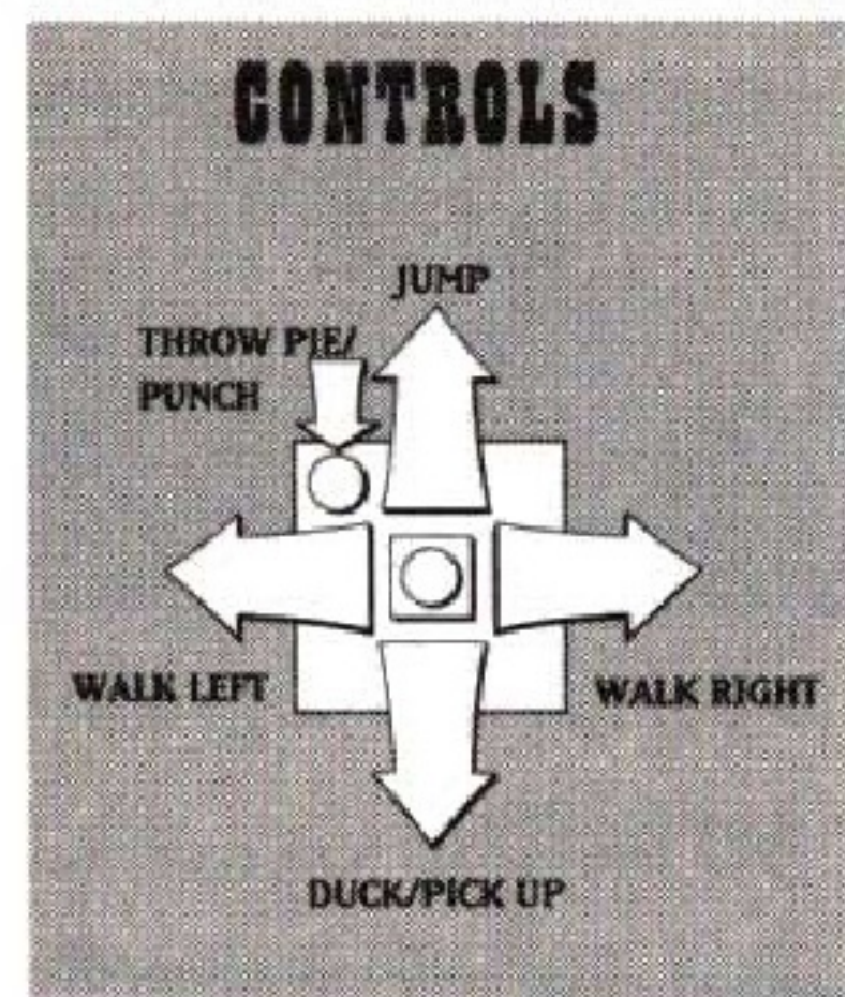 CONTROLS
JUMP
THROW PIE/
PUNCH
WALK LEFT
WALK RIGHT
DUCK/PICK UP